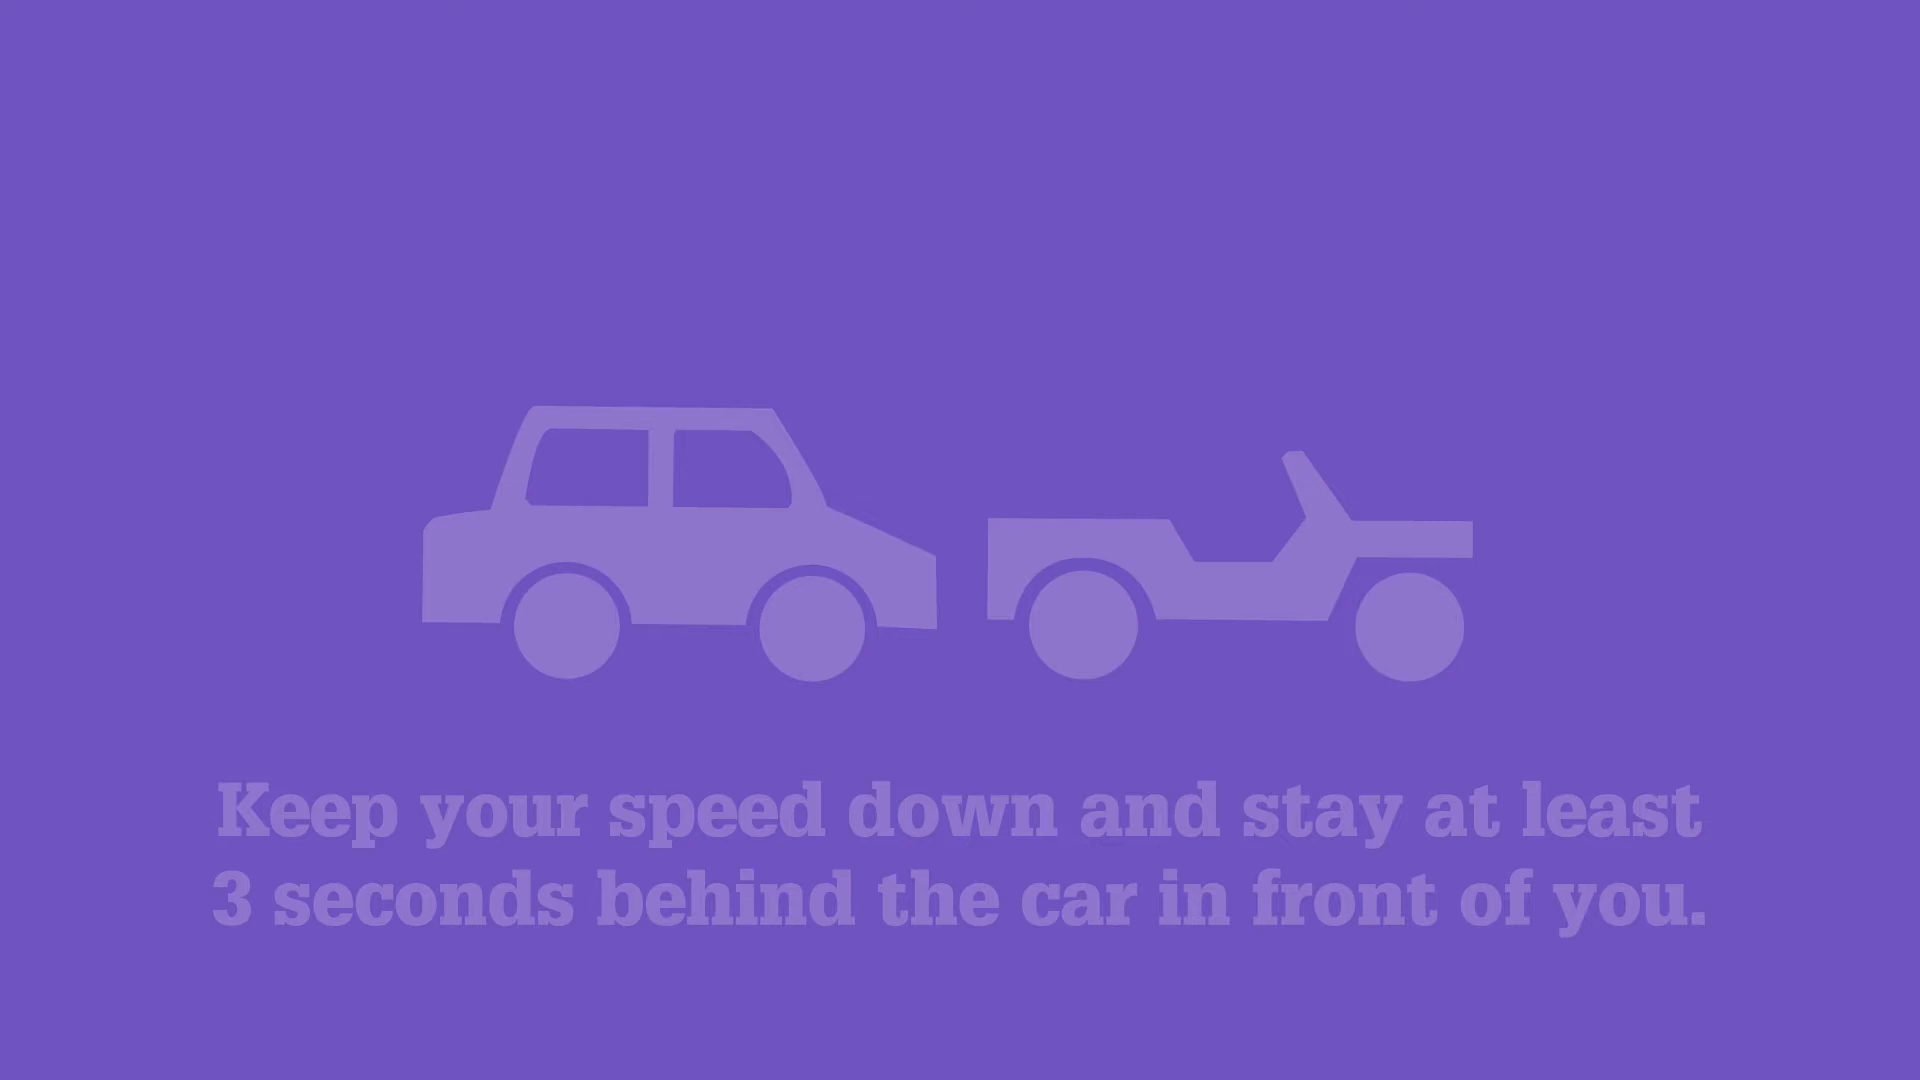 Keep your speed down and stay at least
3 seconds behind the car in front of you.